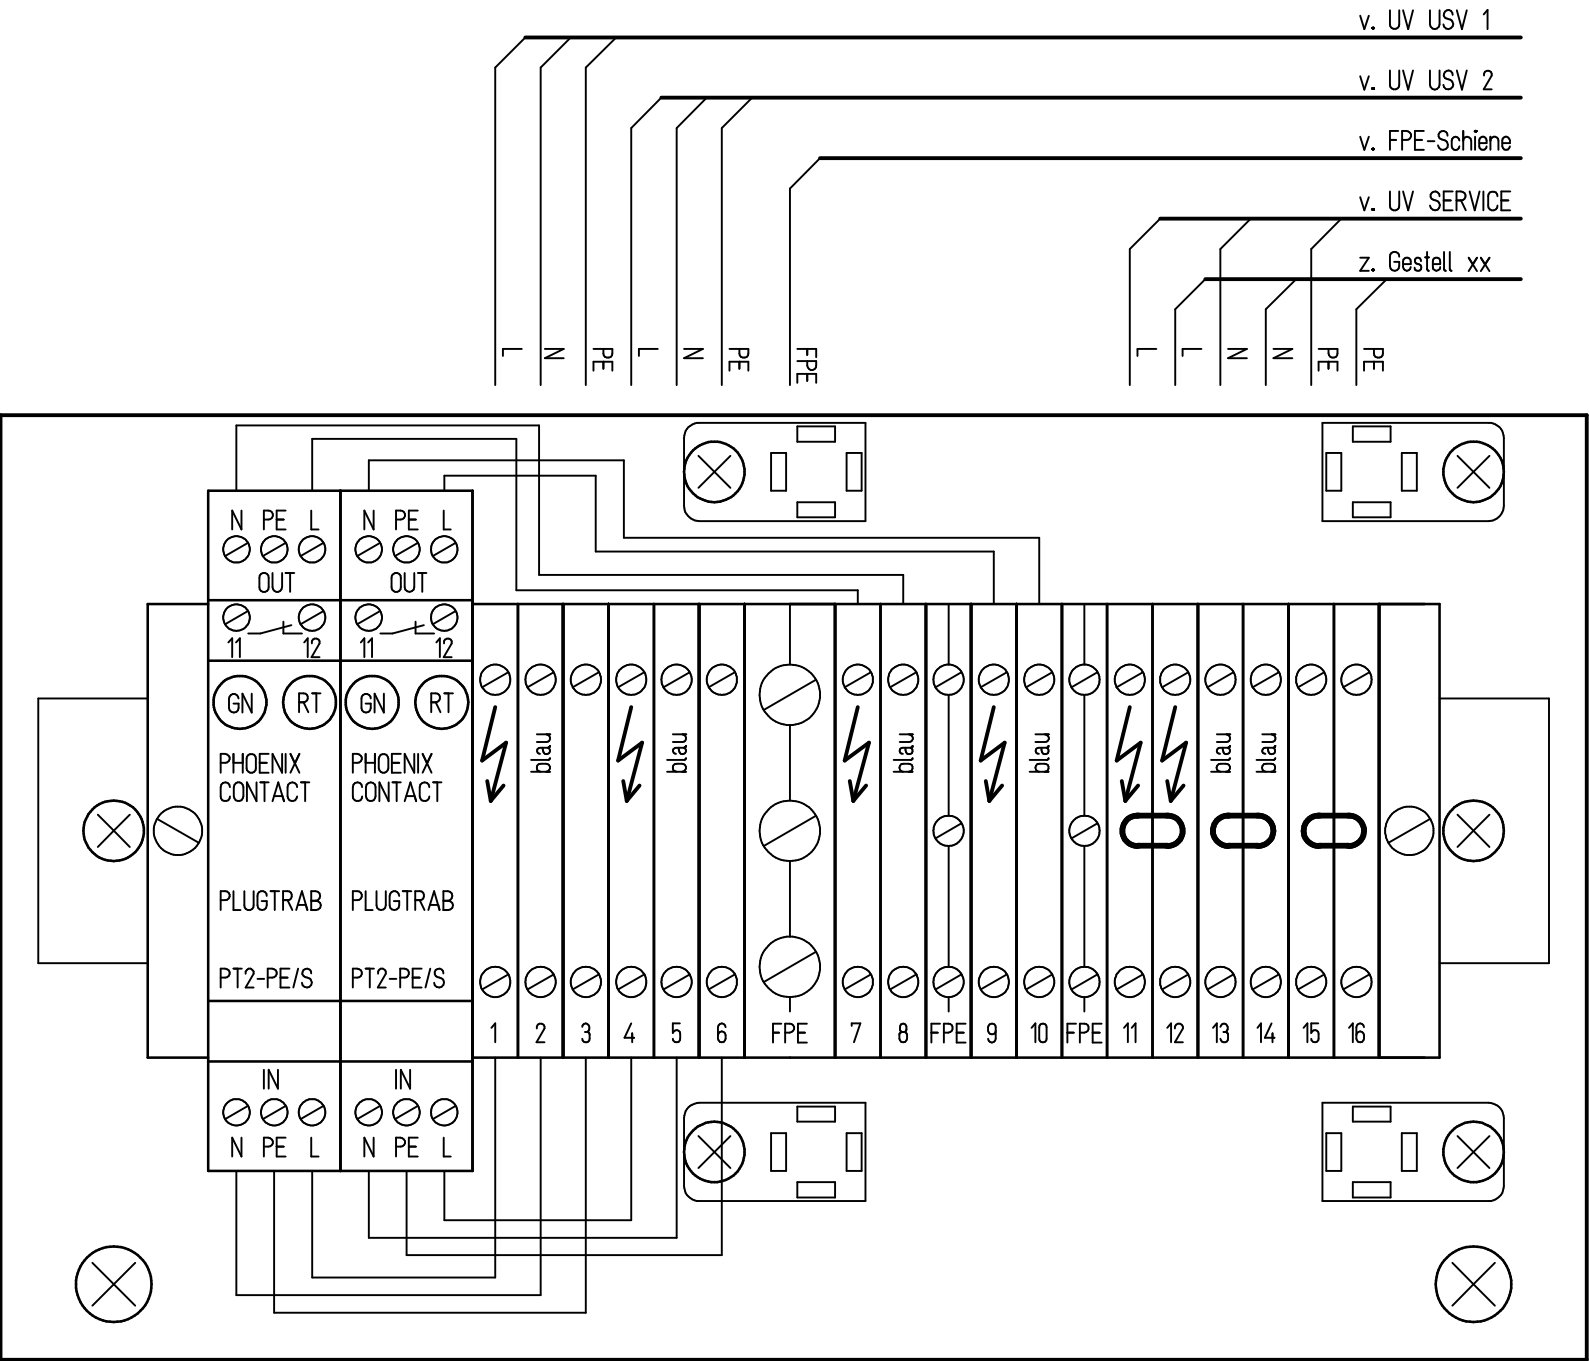 v. UV USV 1
v. UV USV 2
v. FPE-Schiene
v. UV SERVICE
z. Gestell xx
L N PE L N PE FPE L L N N PE PE
N PE L N PE L
OUT OUT
11 12 11 12
GN RT GN RT
blau blau blau blau blau blau
PHOENIX PHOENIX
CONTACT CONTACT
PLUGTRAB PLUGTRAB
PT2-PE/S PT2-PE/S
1 2 3 4 5 6 FPE 7 8 FPE 9 10 FPE 11 12 13 14 15 16
IN IN
N PE L N PE L